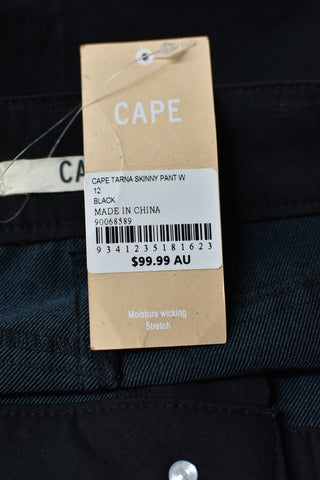 CAPE
CA
CAPE TARNA SKINNY PANT W
12
BLACK
MADE IN CHINA
90068589
9341235181623
$99.99 AU
Moisture wicking
Stretch